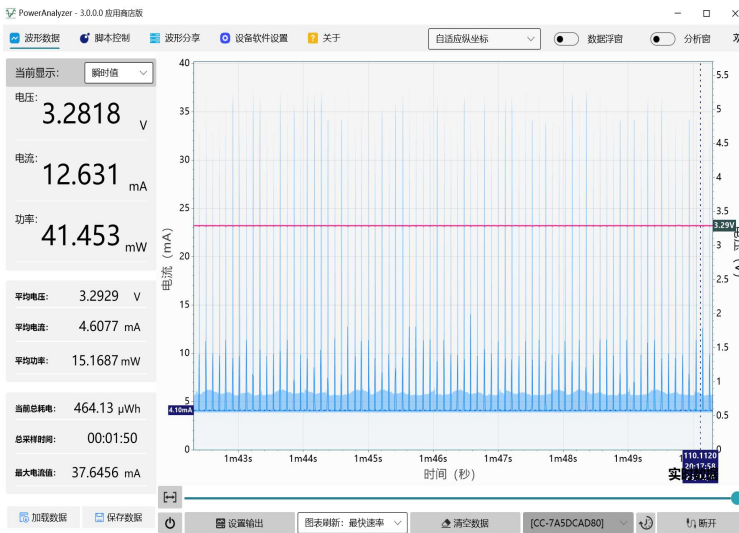 PowerAnalyzer - 3.0.0.0 应用商店版
波形数据 脚本控制 波形分享 设备软件设置 关于 自适应纵坐标 数据浮窗 分析窗
当前显示: 瞬时值
电压:
3.2818 V
电流:
12.631 mA
功率:
41.453 mW
平均电压: 3.2929 V
平均电流: 4.6077 mA
平均功率: 15.1687 mW
当前总耗电: 464.13 μWh
总采样时间: 00:01:50
最大电流值: 37.6456 mA
加载数据 保存数据
40
35
30
25
20
15
10
5
0
4.10mA
电流 (mA)
5.5
5
4.5
4
3.5
3.29V
3
2.5
2
1.5
1
0.5
0
1m43s 1m44s 1m45s 1m46s 1m47s 1m48s 1m49s
110.1120
20:17:58
时间 (秒)
设置输出 图表刷新: 最快速率 清空数据 [CC-7A5DCAD80] 断开